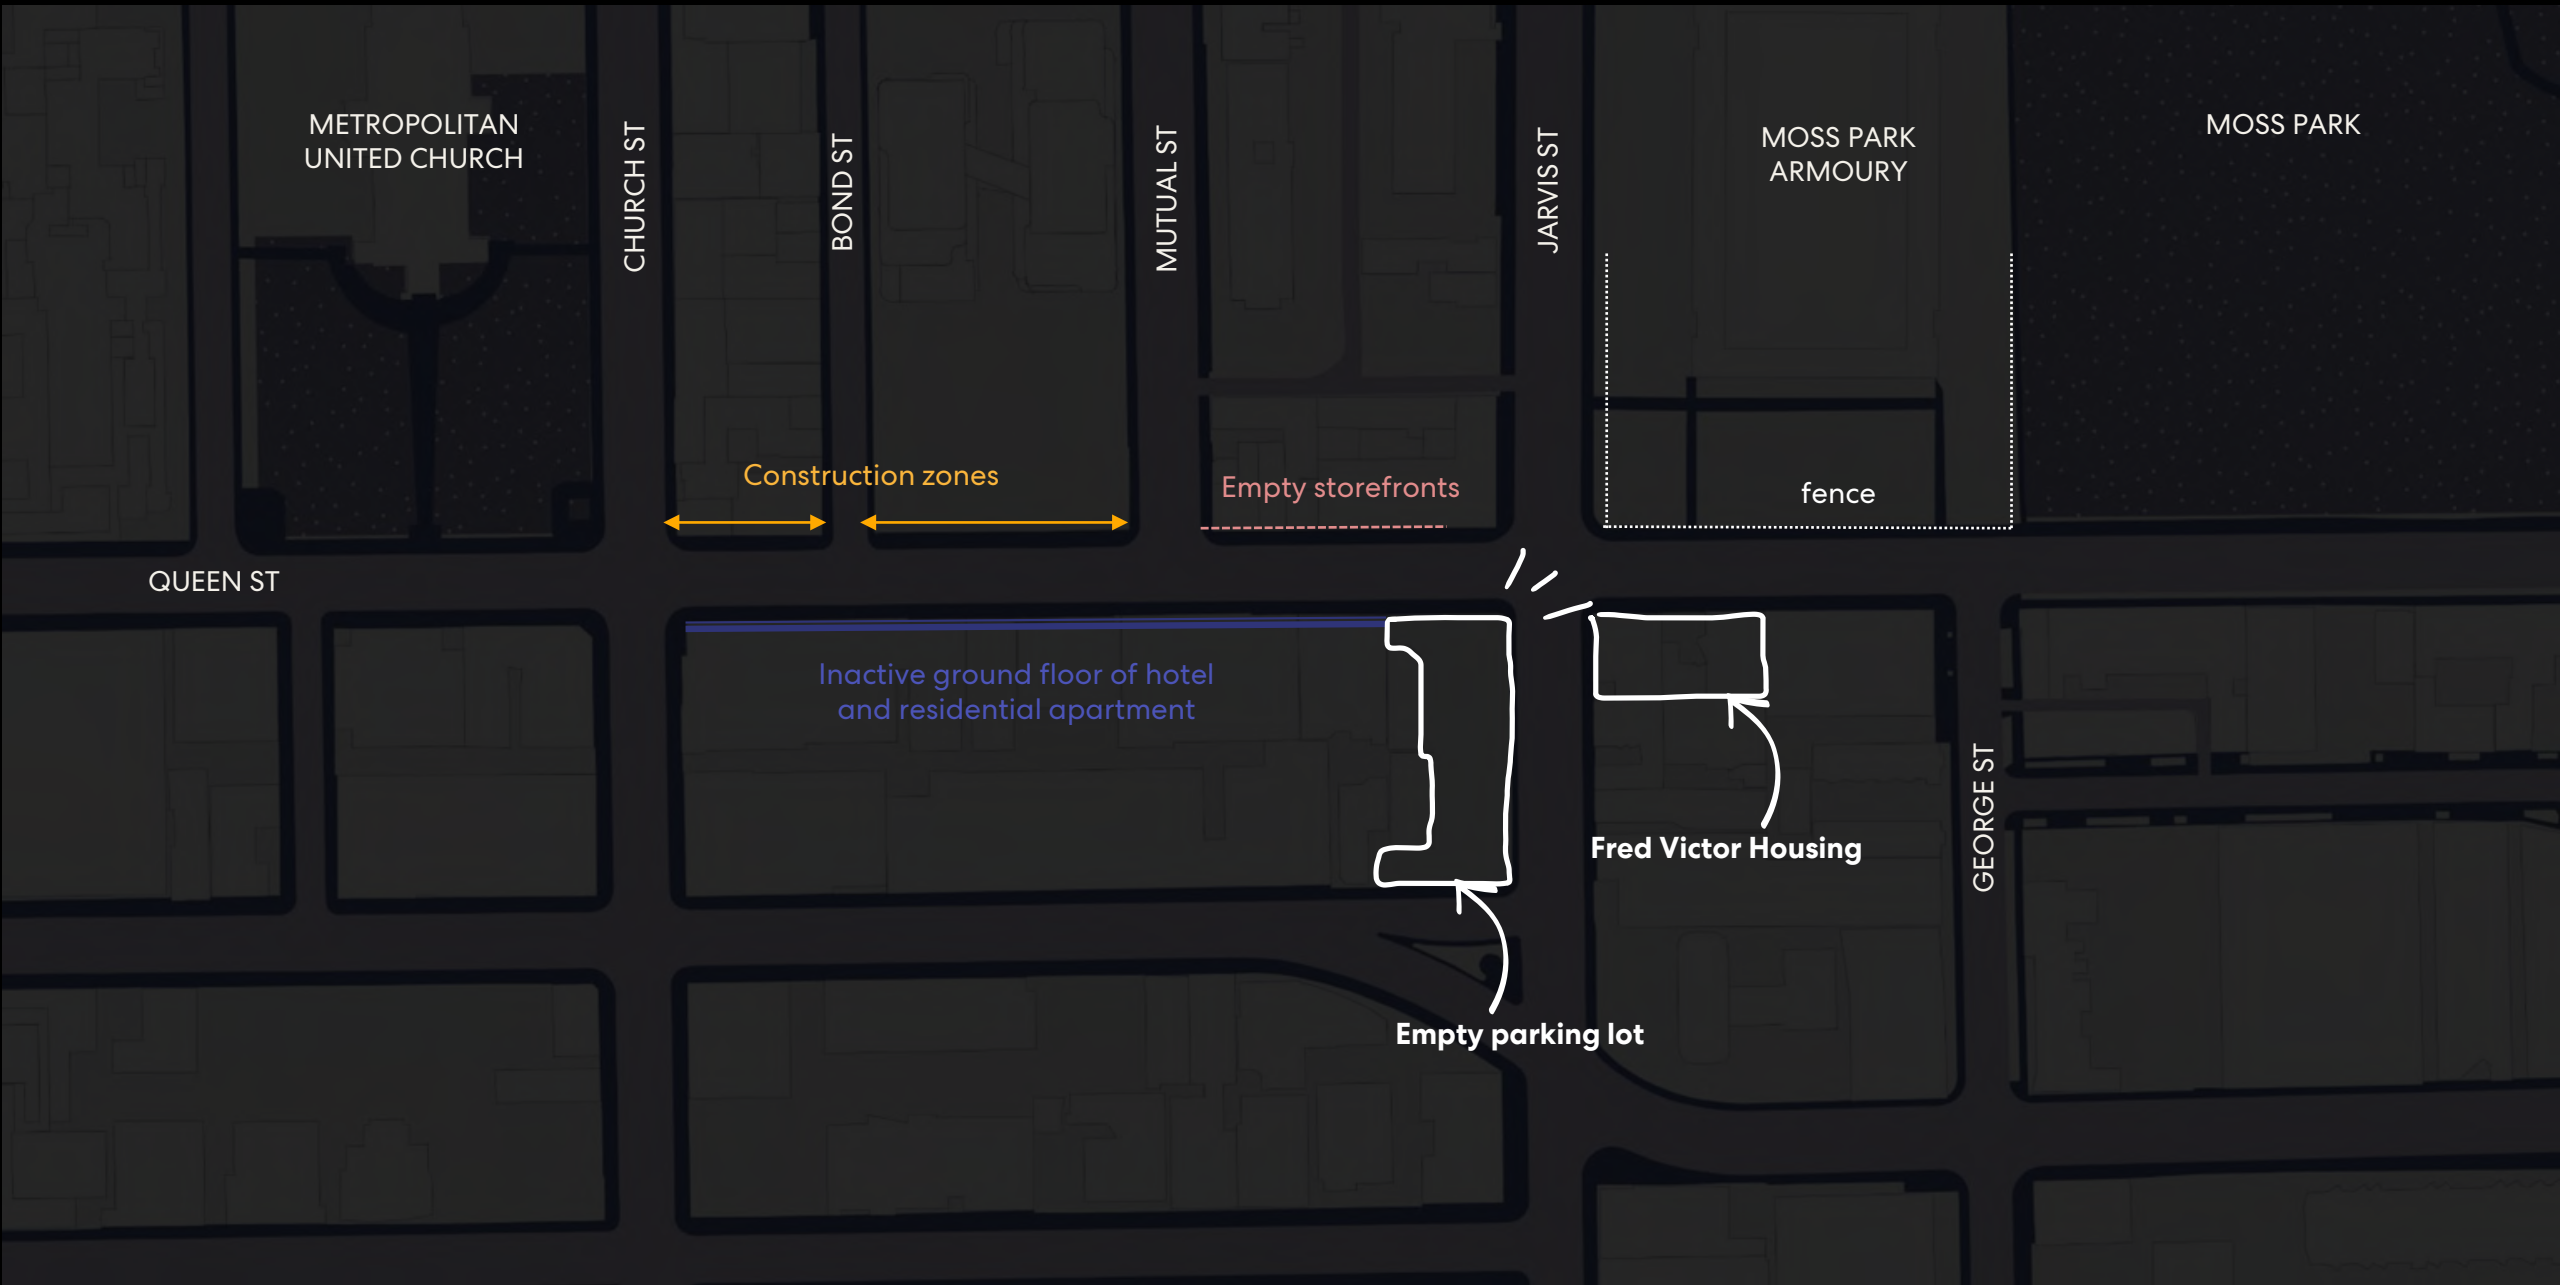 METROPOLITAN
UNITED CHURCH
CHURCH ST
BOND ST
MUTUAL ST
JARVIS ST
MOSS PARK
ARMOURY
MOSS PARK
Construction zones
Empty storefronts
fence
QUEEN ST
Inactive ground floor of hotel
and residential apartment
Fred Victor Housing
GEORGE ST
Empty parking lot